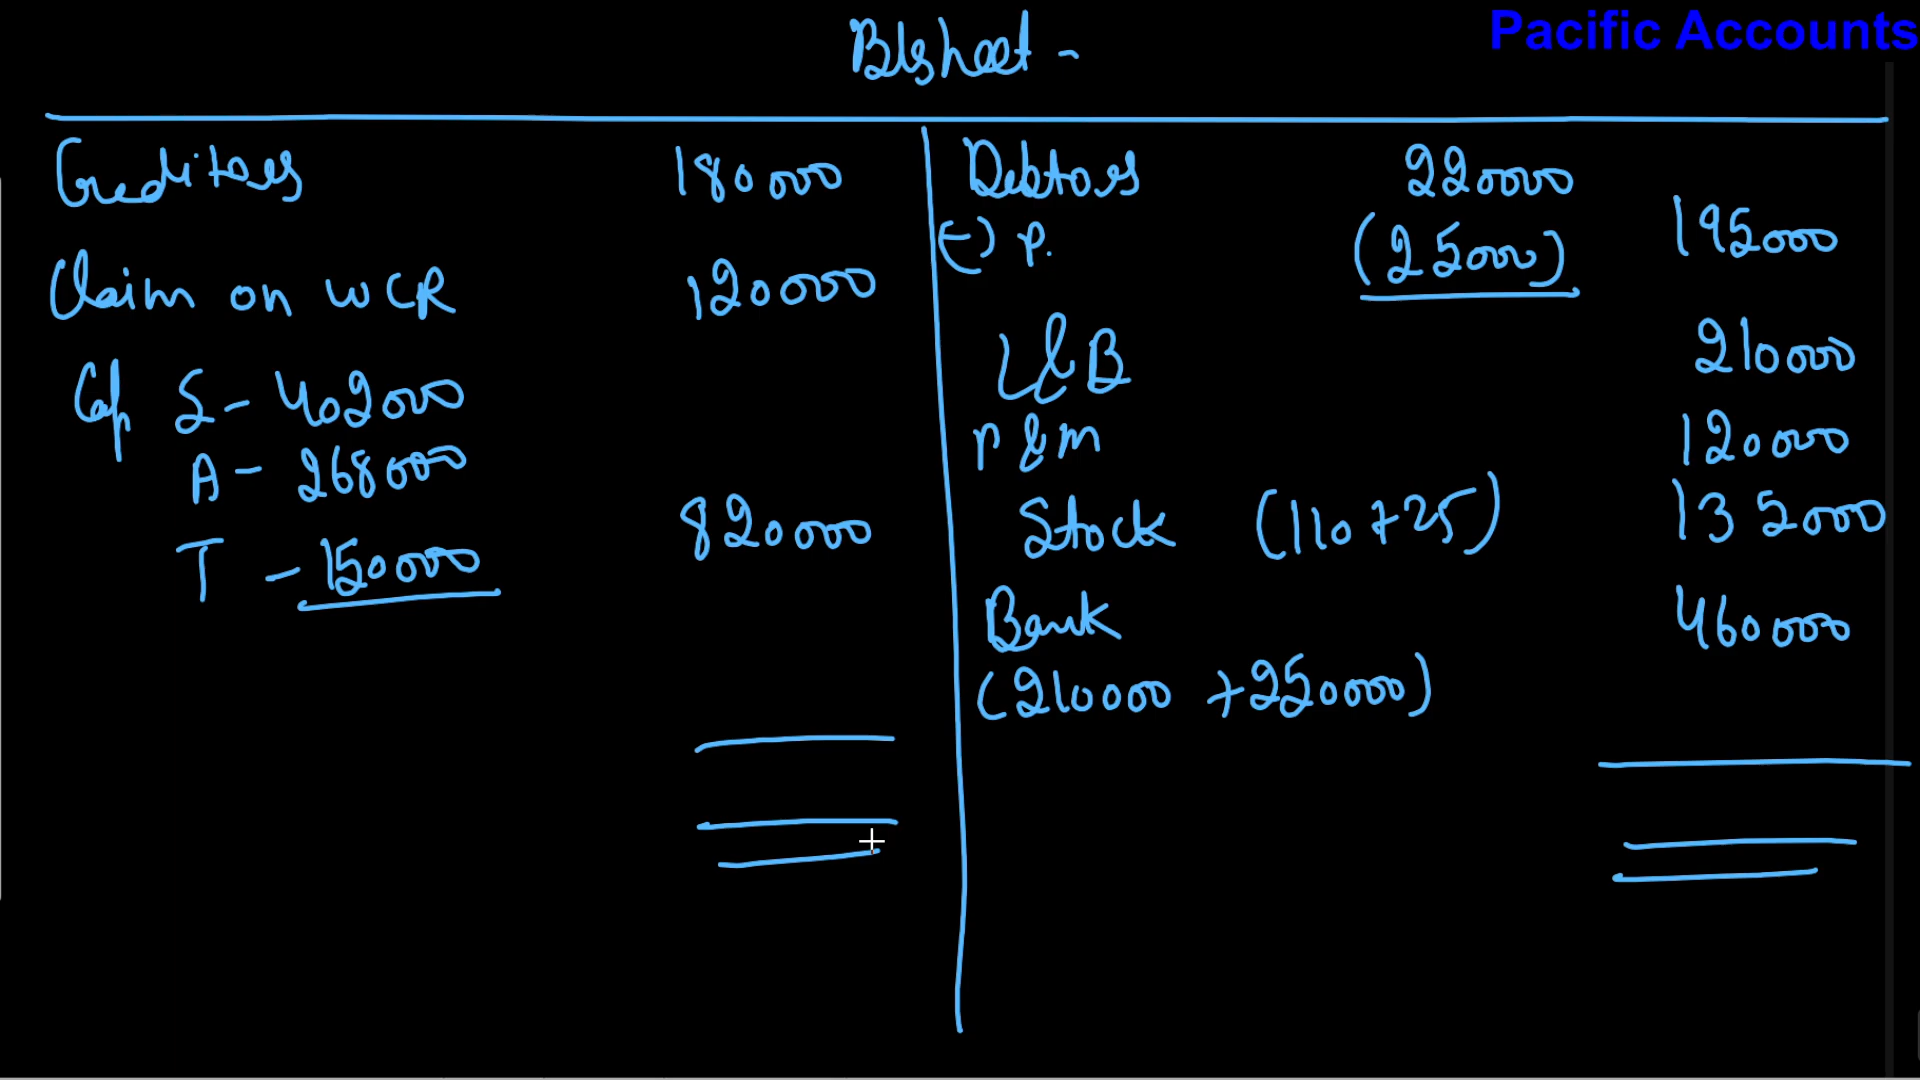 Pacific Accounts
B/sheet -
Creditors 180000
Claim on WCR 120000
Cap S - 402000
A - 268000
T - 150000 820000
Debtors 220000
(-) P. (25000) 195000
L&B 210000
P&m 120000
Stock (110+25) 135000
Bank 460000
(210000 + 250000)